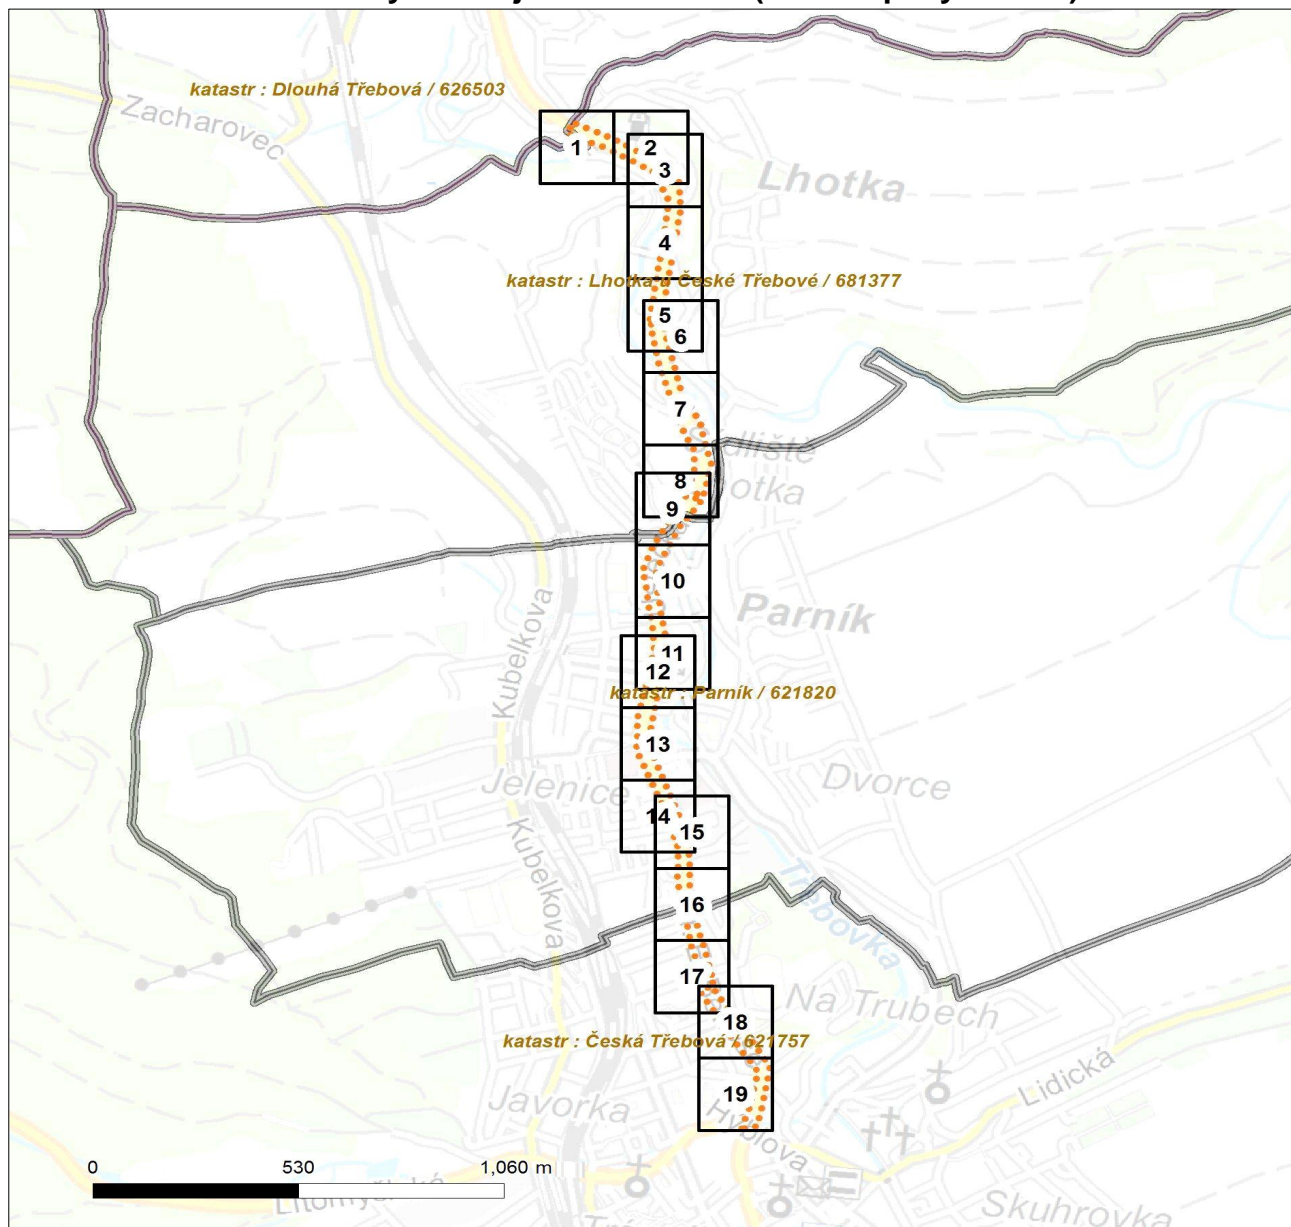 katastr : Dlouhá Třebová / 626503
Zacharovec
1
2
3
Lhotka
4
katastr : Lhotka u České Třebové / 681377
5
6
7
8
9
10
Parník
Kubelkova
11
12
katastr : Parník / 621820
13
Jelenice
Dvorce
14
15
Kubelkova
Třebovka
16
17
Na Trubech
18
katastr : Česká Třebová / 621757
19
Javorka
Hýblova
Lidická
0 530 1,060 m
Skuhrovka